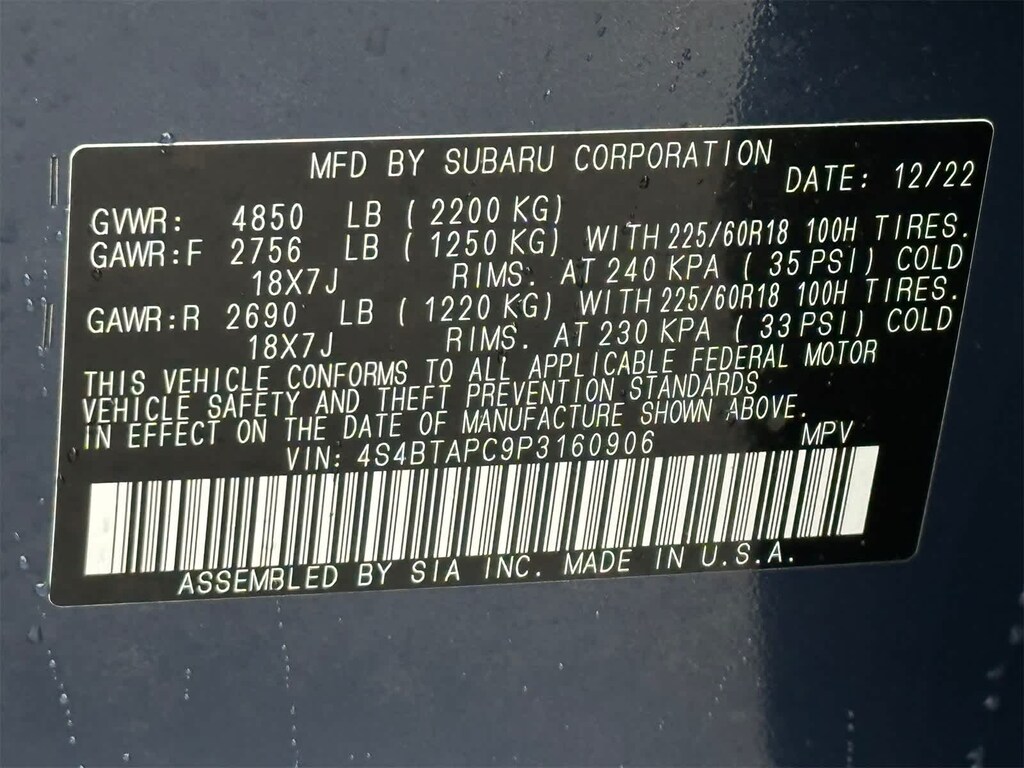 MFD BY SUBARU CORPORATION
DATE: 12/22
GVWR: 4850 LB ( 2200 KG)
GAWR:F 2756 LB ( 1250 KG) WITH 225/60R18 100H TIRES.
18X7J RIMS. AT 240 KPA ( 35 PSI) COLD
GAWR:R 2690 LB ( 1220 KG) WITH 225/60R18 100H TIRES.
18X7J RIMS. AT 230 KPA ( 33 PSI) COLD
THIS VEHICLE CONFORMS TO ALL APPLICABLE FEDERAL MOTOR
VEHICLE SAFETY AND THEFT PREVENTION STANDARDS
IN EFFECT ON THE DATE OF MANUFACTURE SHOWN ABOVE.
VIN: 4S4BTAPC9P3160906 MPV
ASSEMBLED BY SIA INC. MADE IN U.S.A.